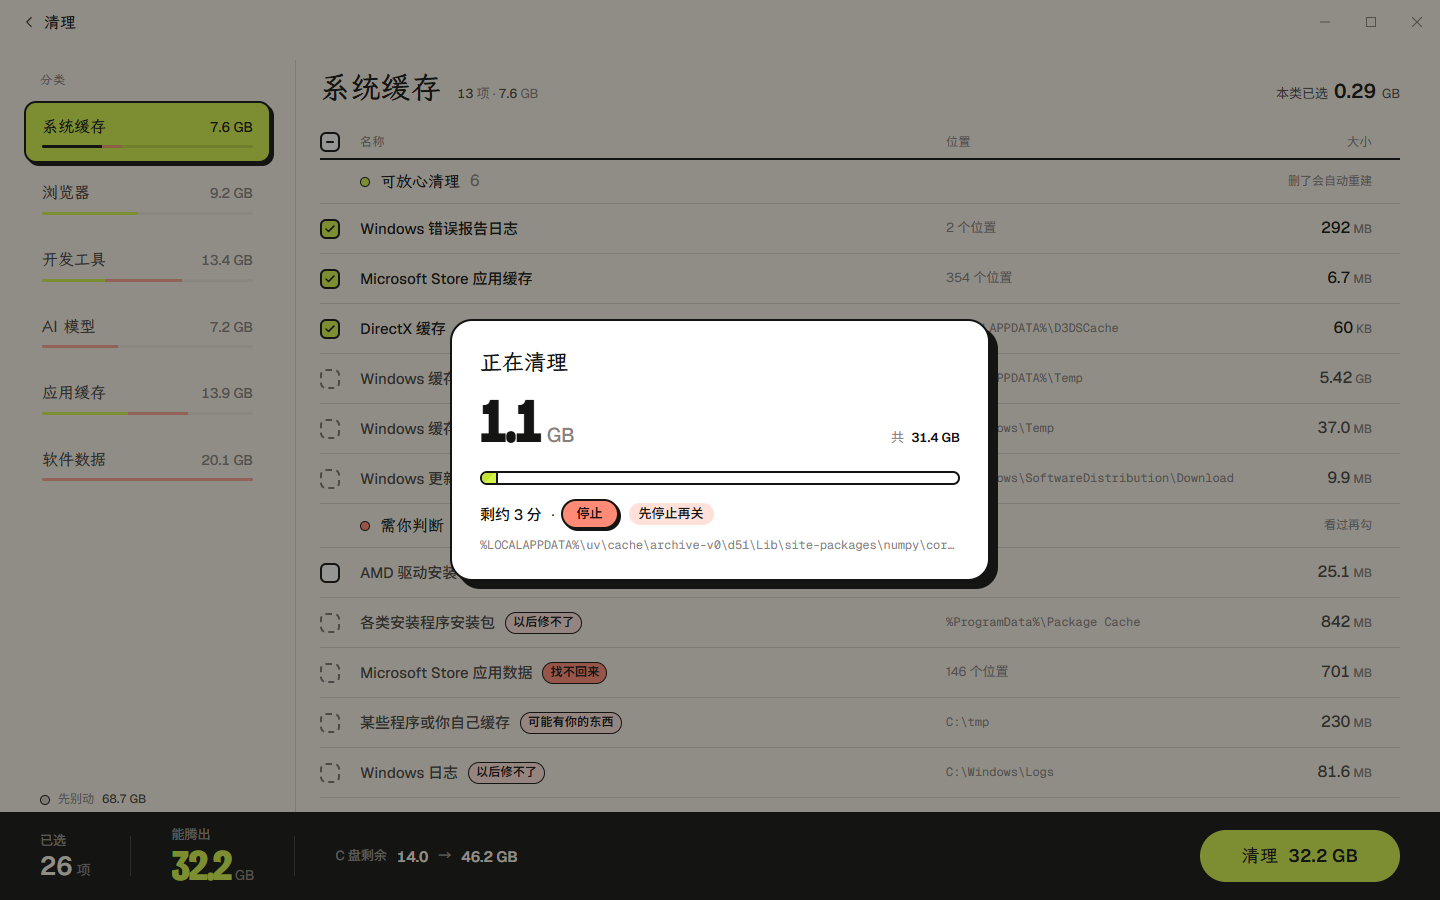 清理
分类
系统缓存 7.6 GB
浏览器 9.2 GB
开发工具 13.4 GB
AI 模型 7.2 GB
应用缓存 13.9 GB
软件数据 20.1 GB
先别动 68.7 GB
系统缓存 13 项 · 7.6 GB
本类已选 0.29 GB
名称 位置 大小
可放心清理 6 删了会自动重建
Windows 错误报告日志 2 个位置 292 MB
Microsoft Store 应用缓存 354 个位置 6.7 MB
DirectX 缓存 APPDATA%\D3DSCache 60 KB
Windows 缓存 PPDATA%\Temp 5.42 GB
Windows 缓存 ows\Temp 37.0 MB
Windows 更新 ows\SoftwareDistribution\Download 9.9 MB
需你判断 看过再勾
AMD 驱动安装 25.1 MB
各类安装程序安装包 以后修不了 %ProgramData%\Package Cache 842 MB
Microsoft Store 应用数据 找不回来 146 个位置 701 MB
某些程序或你自己缓存 可能有你的东西 C:\tmp 230 MB
Windows 日志 以后修不了 C:\Windows\Logs 81.6 MB
正在清理
1.1 GB 共 31.4 GB
剩约 3 分 · 停止 先停止再关
%LOCALAPPDATA%\uv\cache\archive-v0\d51\Lib\site-packages\numpy\cor…
已选
26 项
能腾出
32.2 GB
C 盘剩余 14.0 → 46.2 GB
清理 32.2 GB